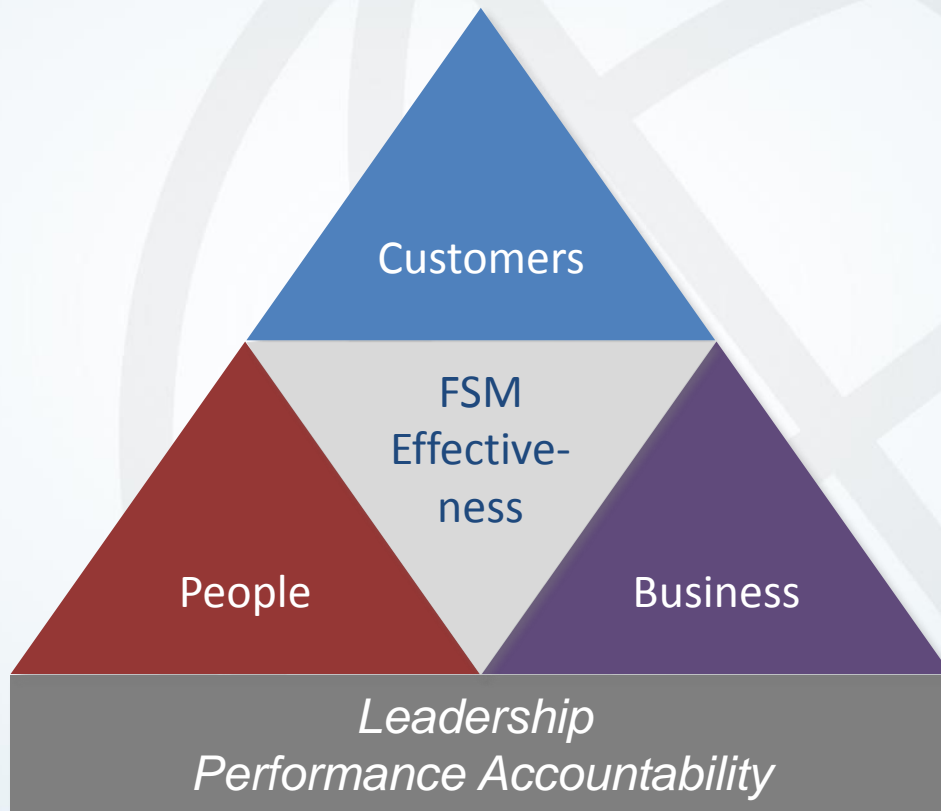 Customers
FSM
Effective-
ness
People
Business
Leadership
Performance Accountability